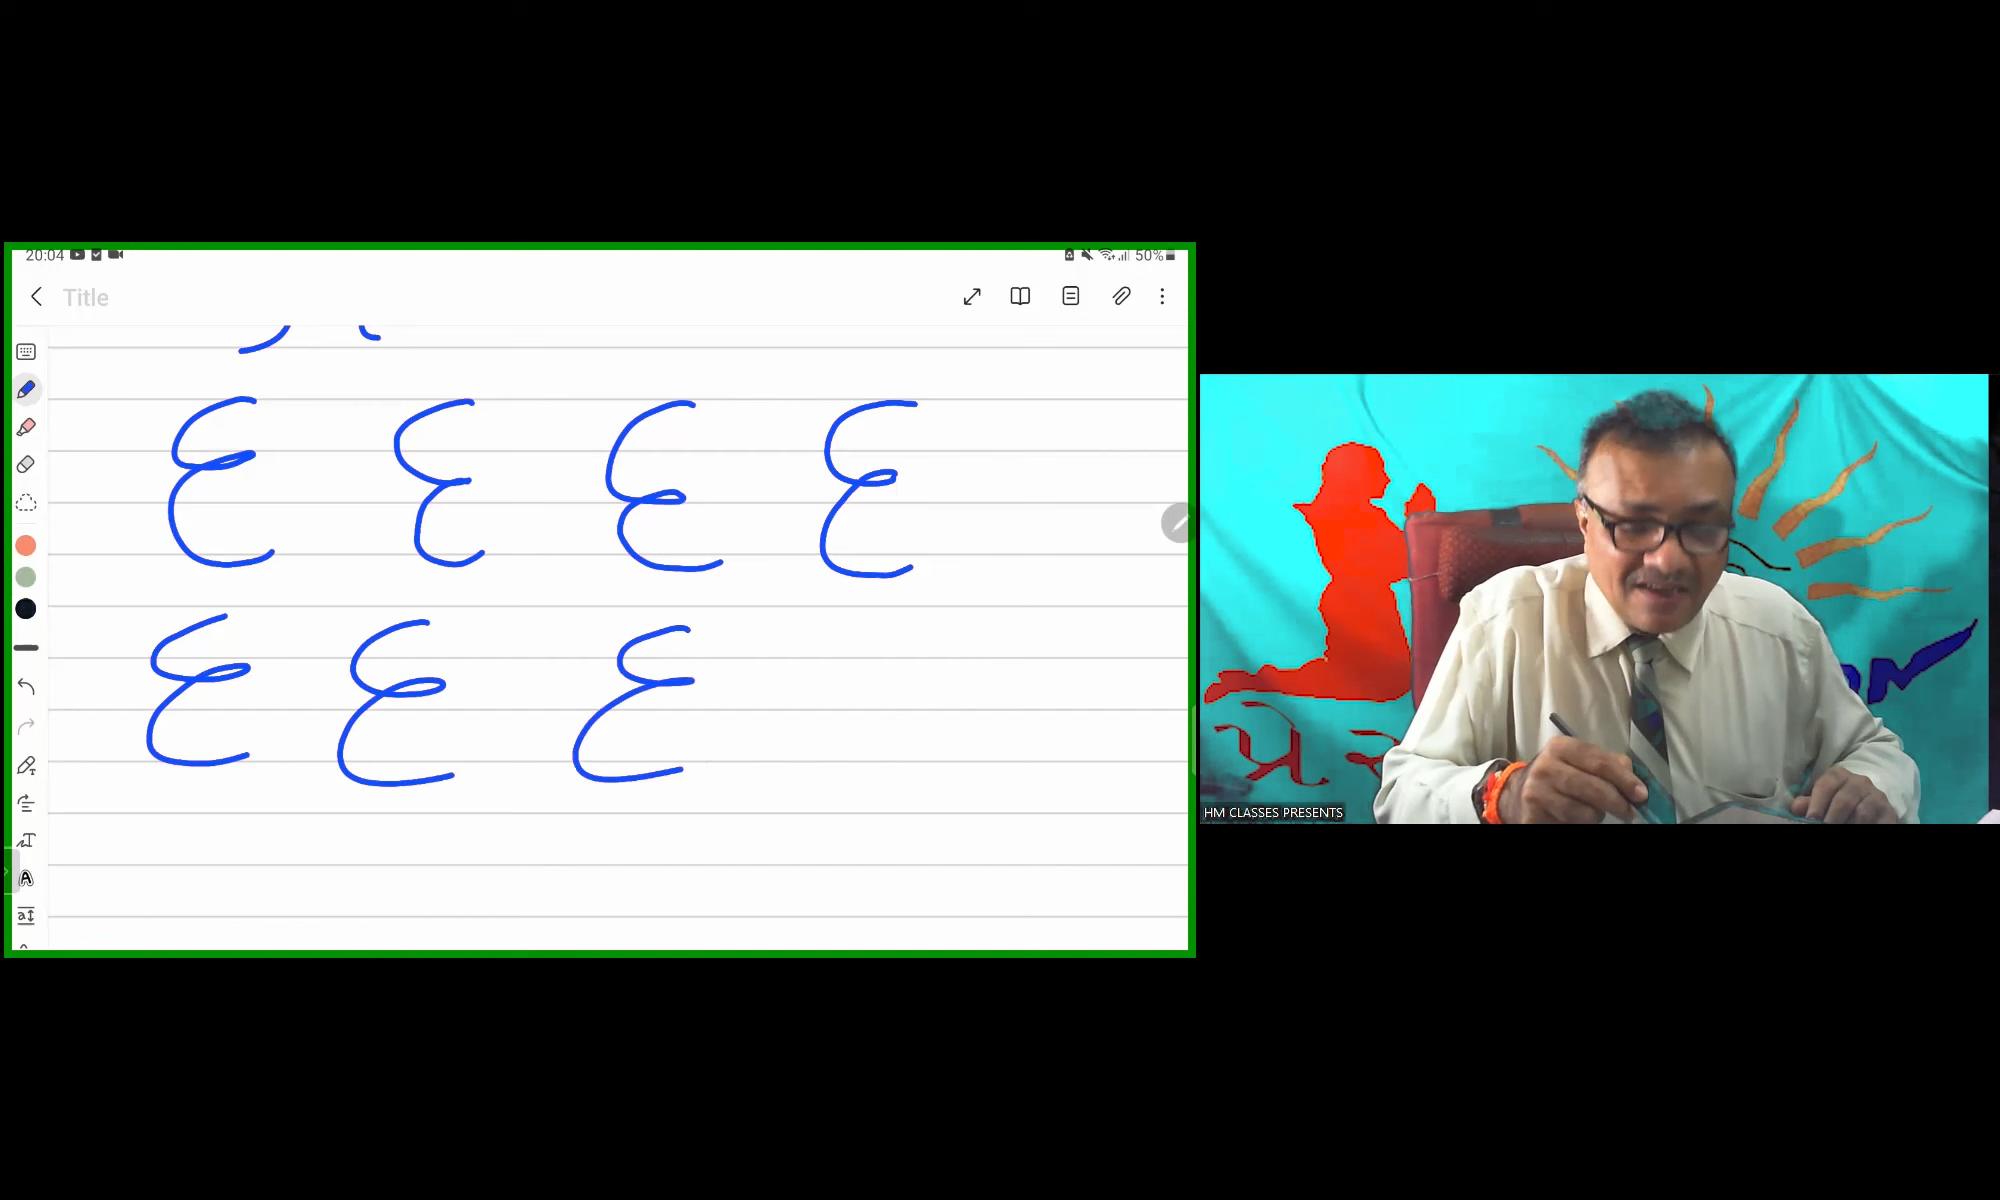 20:04 50%
Title
Ɛ Ɛ Ɛ Ɛ
Ɛ Ɛ Ɛ
HM CLASSES PRESENTS